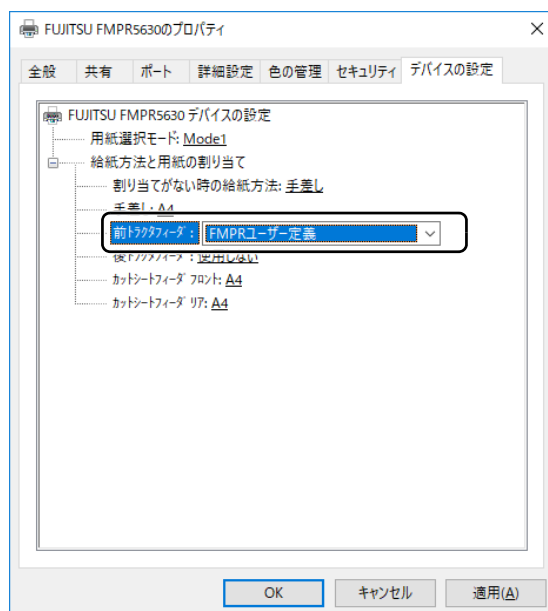 FUJITSU FMPR5630のプロパティ
全般 共有 ポート 詳細設定 色の管理 セキュリティ デバイスの設定
FUJITSU FMPR5630 デバイスの設定
用紙選択モード: Mode1
給紙方法と用紙の割り当て
割り当てがない時の給紙方法: 手差し
手差し: A4
前ﾄﾗｸﾀﾌｨｰﾀﾞ: FMPRユーザー定義
後ﾄﾗｸﾀﾌｨｰﾀﾞ: 使用しない
ｶｯﾄｼｰﾄﾌｨｰﾀﾞ ﾌﾛﾝﾄ: A4
ｶｯﾄｼｰﾄﾌｨｰﾀﾞ ﾘｱ: A4
OK キャンセル 適用(A)